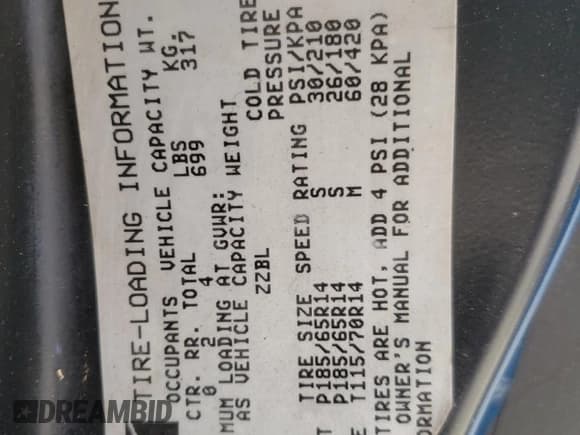 TIRE-LOADING INFORMATION
OCCUPANTS VEHICLE CAPACITY WT.
CTR. RR. TOTAL LBS KG.
0 2 4 699 317
MUM LOADING AT GVWR:
AS VEHICLE CAPACITY WEIGHT
ZZBL COLD TIRE
PRESSURE
TIRE SIZE SPEED RATING PSI/KPA
T P185/65R14 S 30/210
P185/65R14 S 26/180
E T115/70R14 M 60/420
TIRES ARE HOT, ADD 4 PSI (28 KPA)
OWNER'S MANUAL FOR ADDITIONAL
ORMATION
DREAMBID